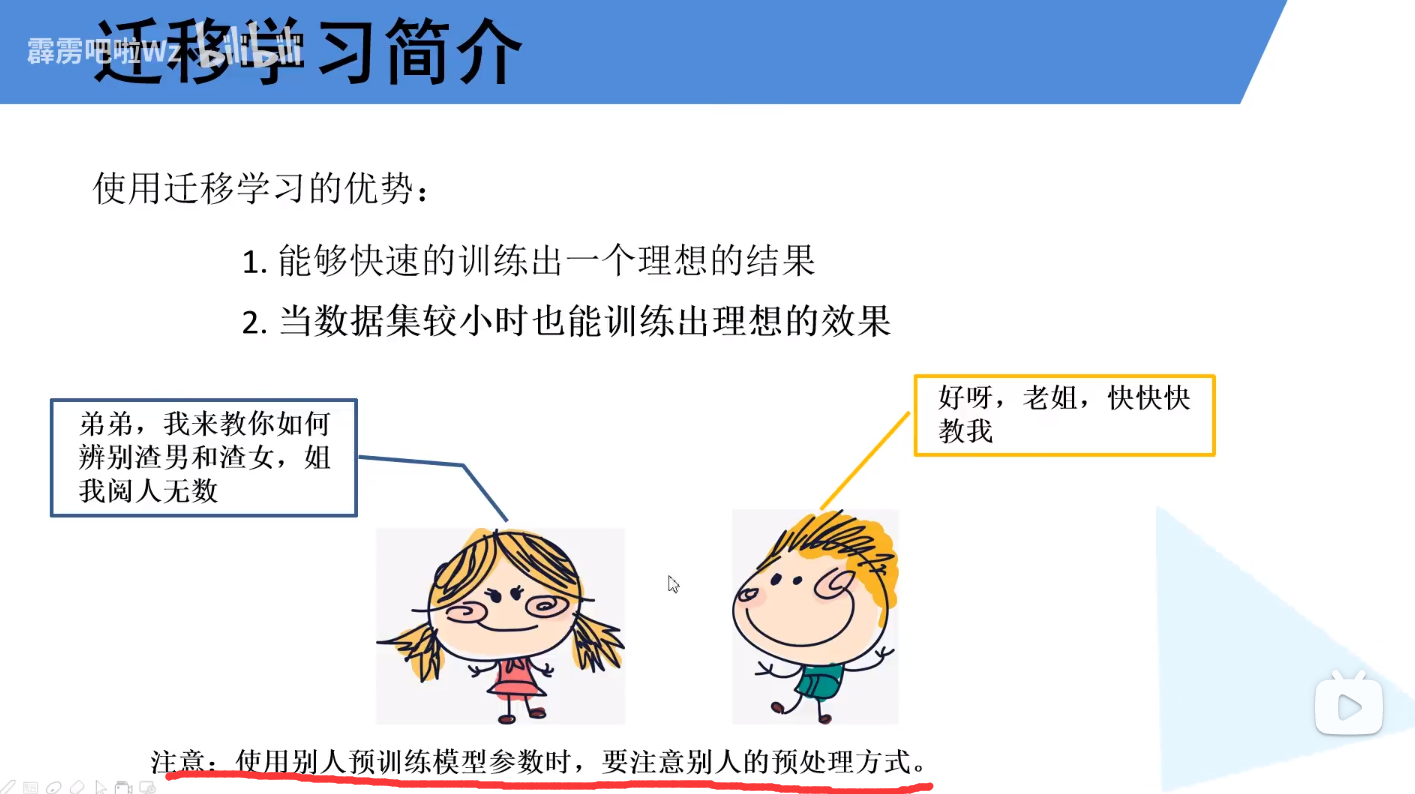 迁移学习简介
霹雳吧啦Wz bilibili
使用迁移学习的优势：
1. 能够快速的训练出一个理想的结果
2. 当数据集较小时也能训练出理想的效果
弟弟，我来教你如何
辨别渣男和渣女，姐
我阅人无数
好呀，老姐，快快快
教我
注意：使用别人预训练模型参数时，要注意别人的预处理方式。